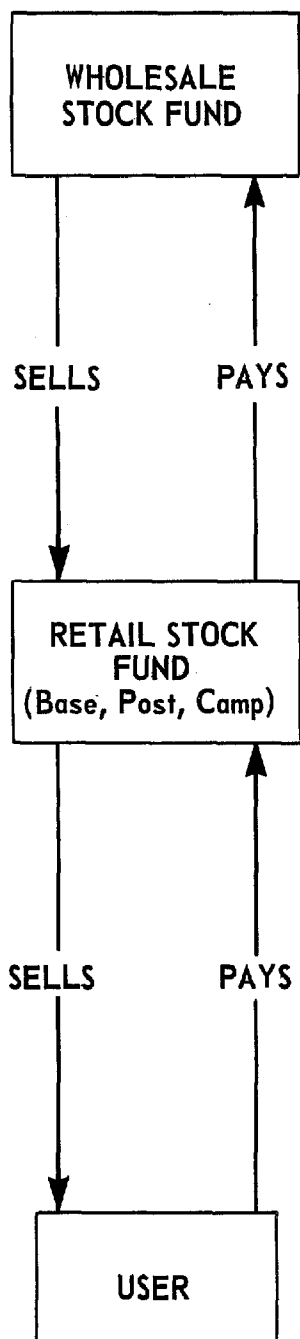 WHOLESALE
STOCK FUND
SELLS
PAYS
RETAIL STOCK
FUND
(Base, Post, Camp)
SELLS
PAYS
USER